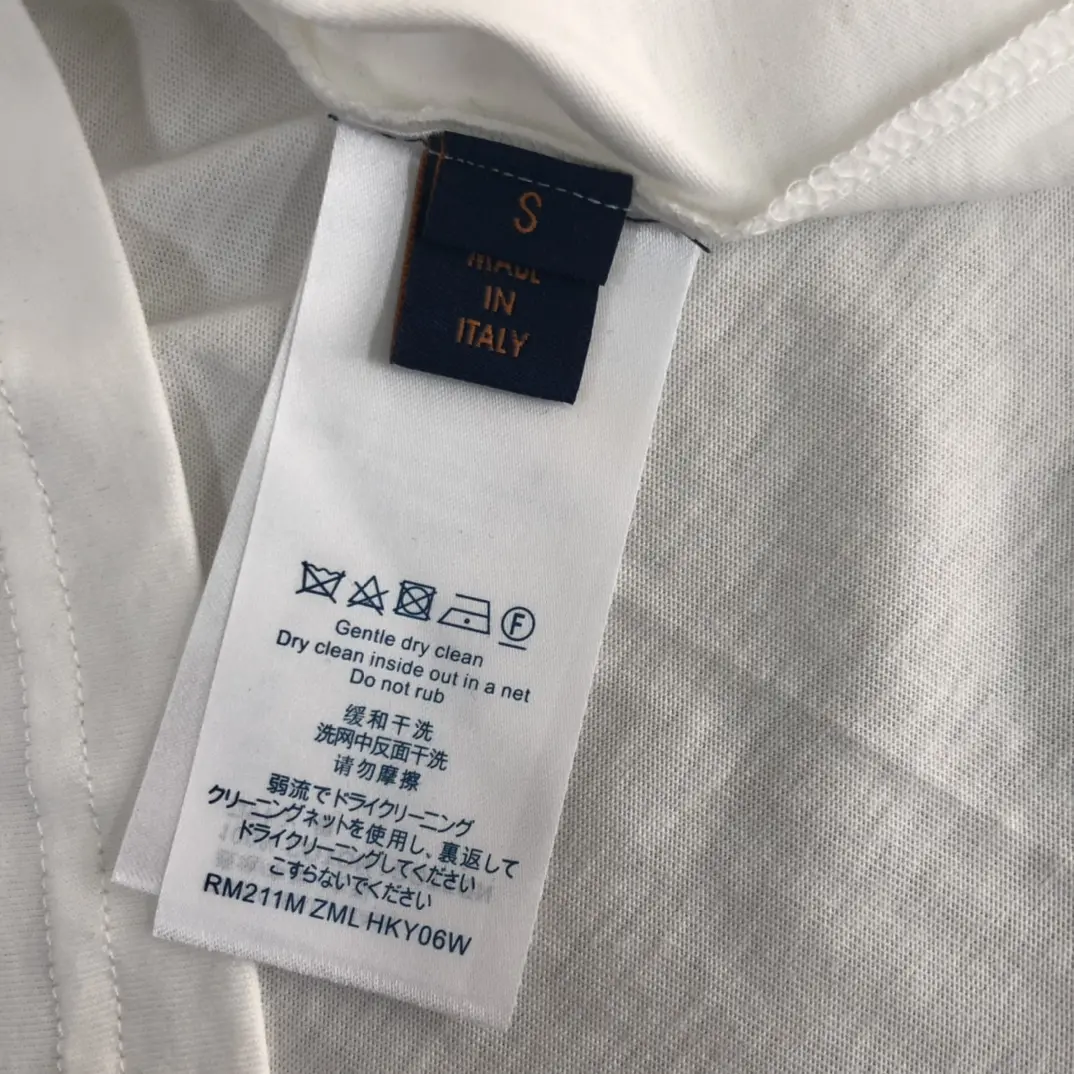 S
MADE
IN
ITALY
F
Gentle dry clean
Dry clean inside out in a net
Do not rub
缓和干洗
洗网中反面干洗
请勿摩擦
弱流でドライクリーニング
クリーニングネットを使用し、裏返して
ドライクリーニングしてください
こすらないでください
RM211M ZML HKY06W